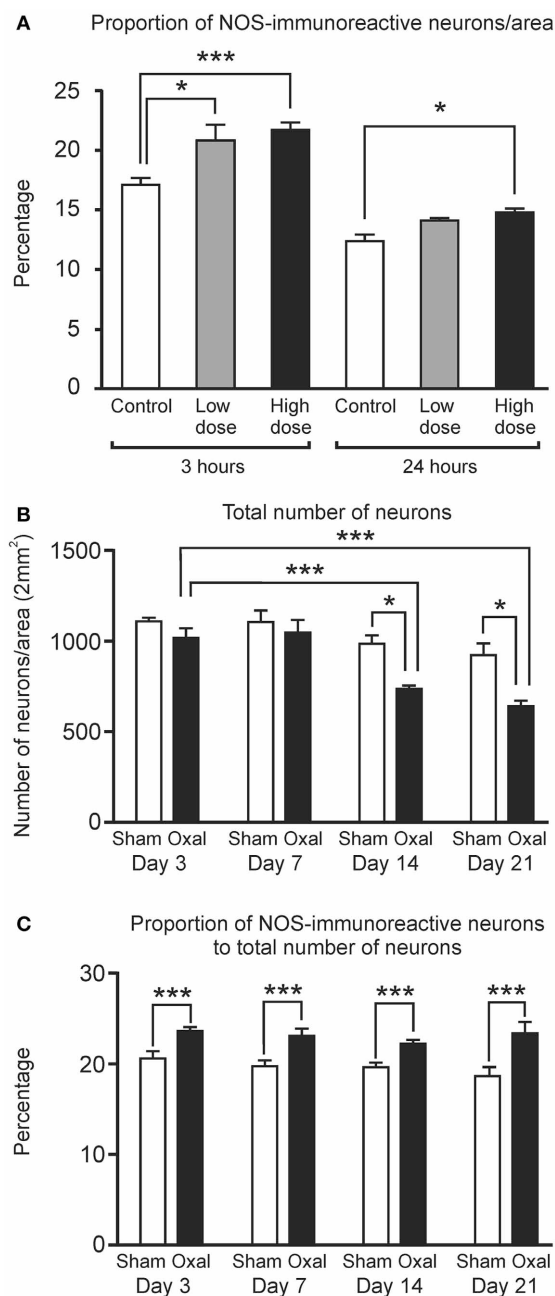 A
Proportion of NOS-immunoreactive neurons/area
***
*
*
25
20
15
10
5
0
Percentage
Control
Low
dose
High
dose
Control
Low
dose
High
dose
3 hours
24 hours
B
Total number of neurons
***
***
*
*
1500
1000
500
0
Number of neurons/area (2mm²)
Sham Oxal
Sham Oxal
Sham Oxal
Sham Oxal
Day 3
Day 7
Day 14
Day 21
C
Proportion of NOS-immunoreactive neurons
to total number of neurons
***
***
***
***
30
20
10
0
Percentage
Sham Oxal
Sham Oxal
Sham Oxal
Sham Oxal
Day 3
Day 7
Day 14
Day 21